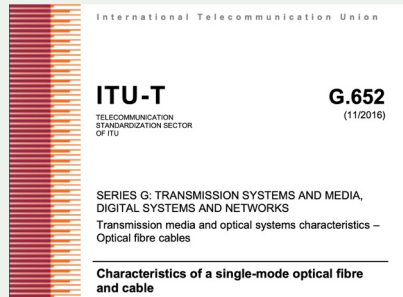 International Telecommunication Union
ITU-T
G.652
TELECOMMUNICATION
(11/2016)
STANDARDIZATION SECTOR
OF ITU
SERIES G: TRANSMISSION SYSTEMS AND MEDIA,
DIGITAL SYSTEMS AND NETWORKS
Transmission media and optical systems characteristics –
Optical fibre cables
Characteristics of a single-mode optical fibre
and cable